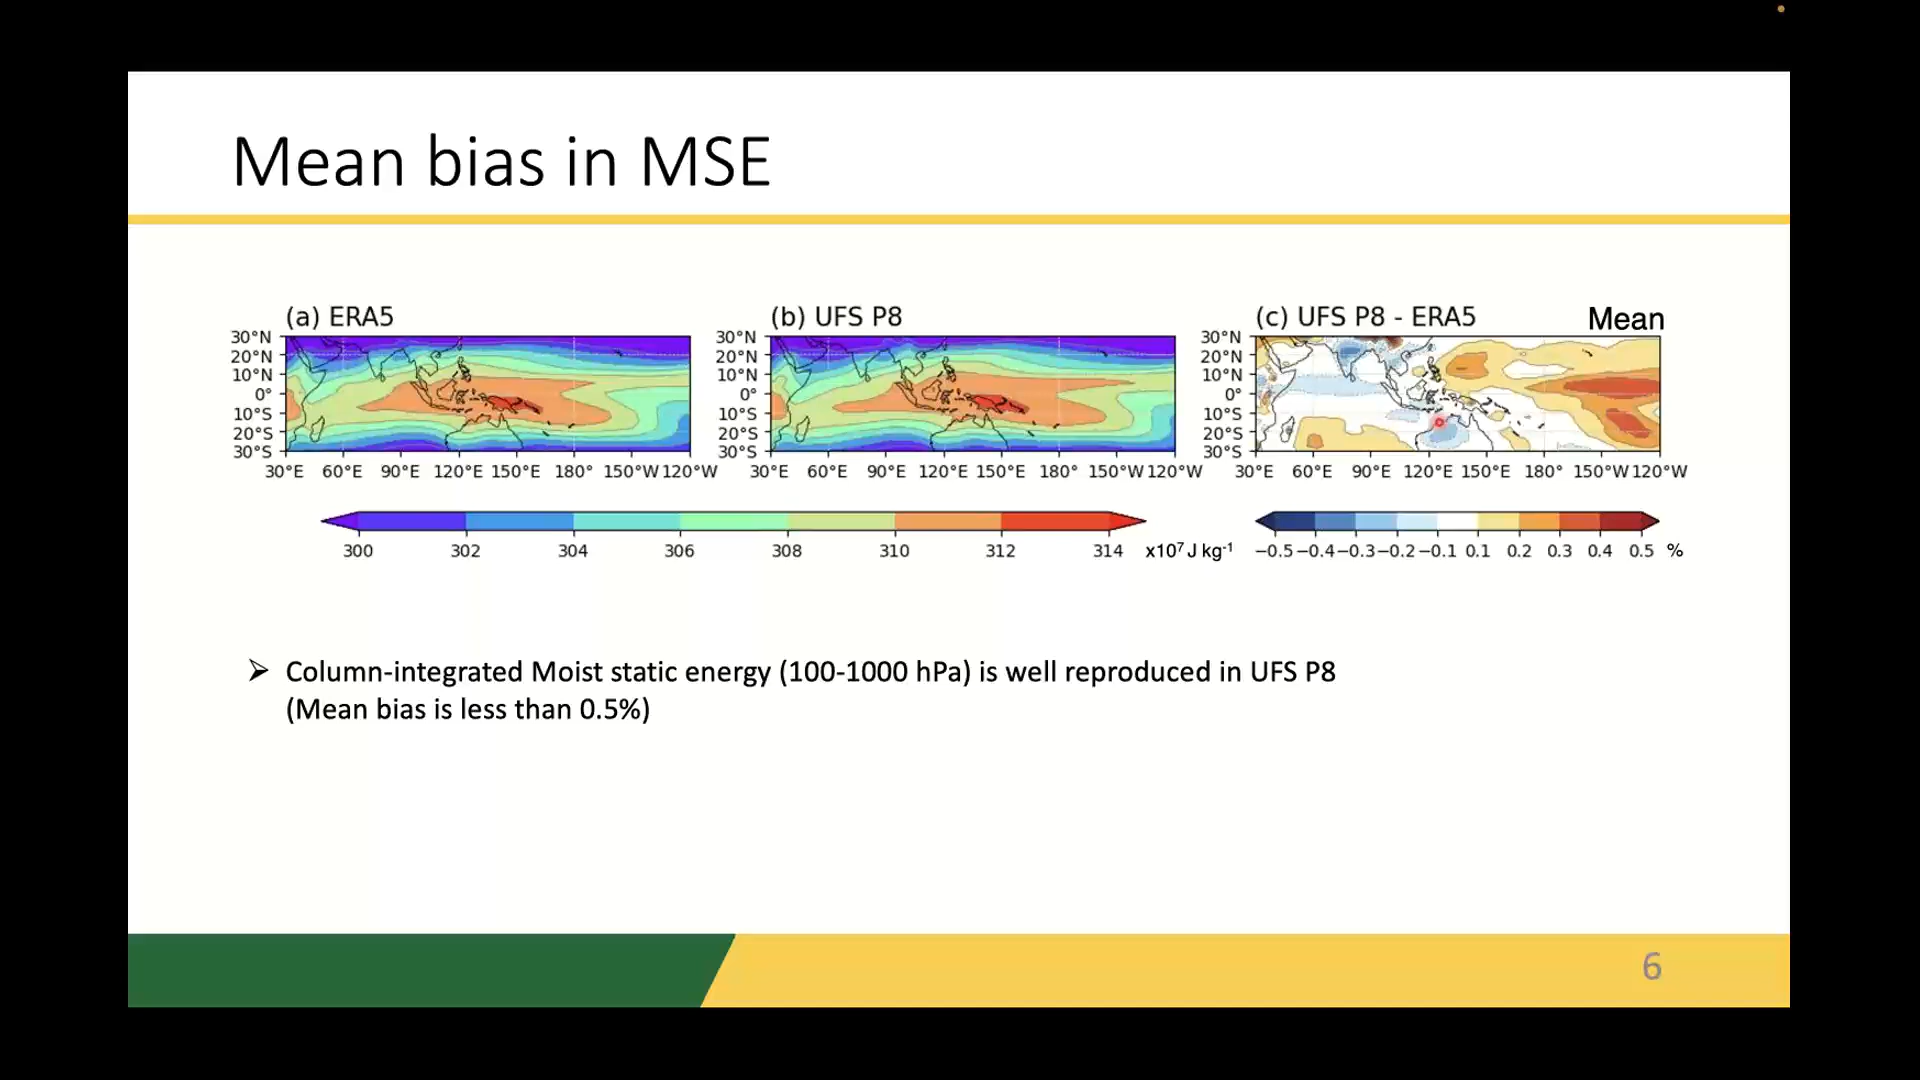 Mean bias in MSE
(a) ERA5
30°N
20°N
10°N
0°
10°S
20°S
30°S
30°E 60°E 90°E 120°E 150°E 180° 150°W 120°W
(b) UFS P8
30°N
20°N
10°N
0°
10°S
20°S
30°S
30°E 60°E 90°E 120°E 150°E 180° 150°W 120°W
(c) UFS P8 - ERA5 Mean
30°N
20°N
10°N
0°
10°S
20°S
30°S
30°E 60°E 90°E 120°E 150°E 180° 150°W 120°W
300 302 304 306 308 310 312 314 x10⁷ J kg⁻¹
−0.5 −0.4 −0.3 −0.2 −0.1 0.1 0.2 0.3 0.4 0.5 %
➢ Column-integrated Moist static energy (100-1000 hPa) is well reproduced in UFS P8
(Mean bias is less than 0.5%)
6